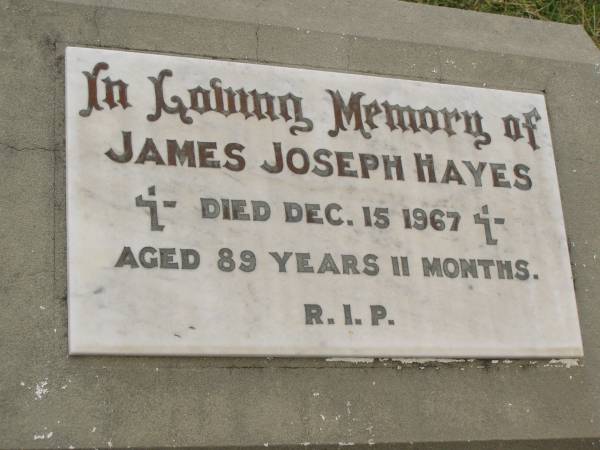 In Loving Memory of
JAMES JOSEPH HAYES
DIED DEC. 15 1967
AGED 89 YEARS 11 MONTHS.
R.I.P.